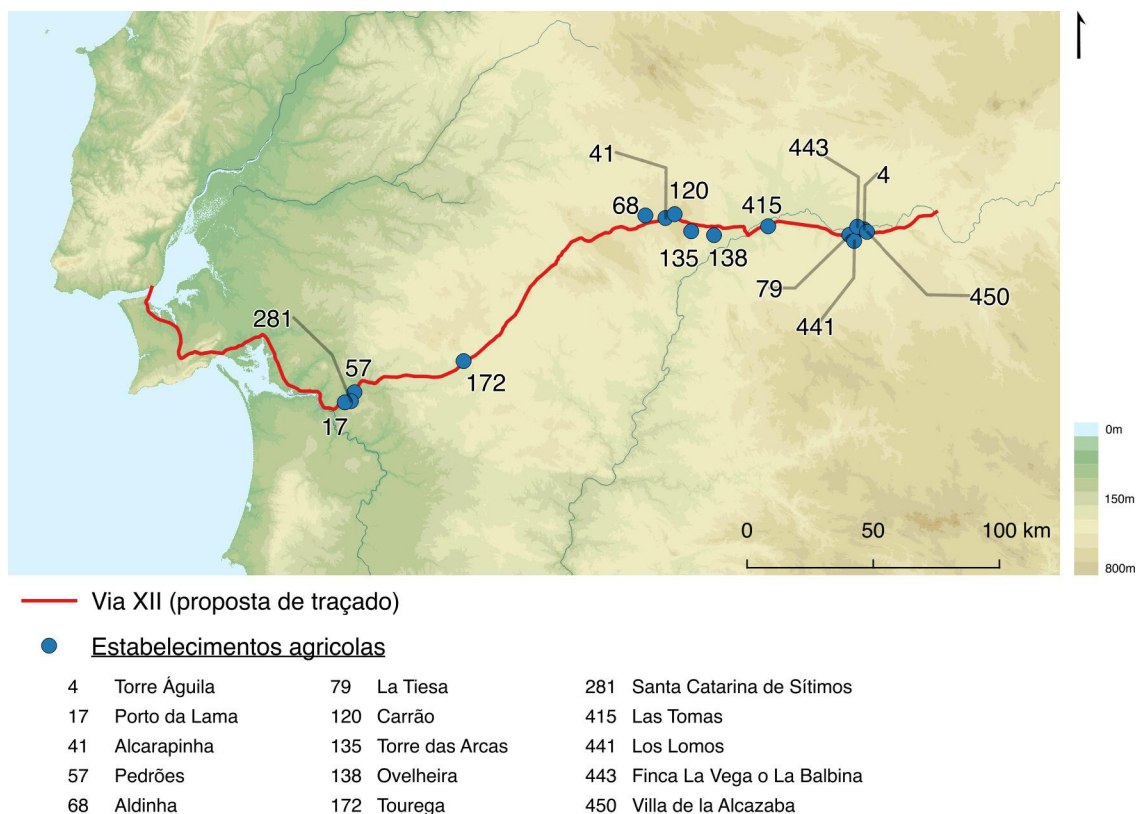 443
41
4
120
68
415
135
138
79
450
441
281
57
172
17
0 50 100 km
0m
150m
800m
Via XII (proposta de traçado)
Estabelecimentos agricolas
4 Torre Águila 79 La Tiesa 281 Santa Catarina de Sítimos
17 Porto da Lama 120 Carrão 415 Las Tomas
41 Alcarapinha 135 Torre das Arcas 441 Los Lomos
57 Pedrões 138 Ovelheira 443 Finca La Vega o La Balbina
68 Aldinha 172 Tourega 450 Villa de la Alcazaba